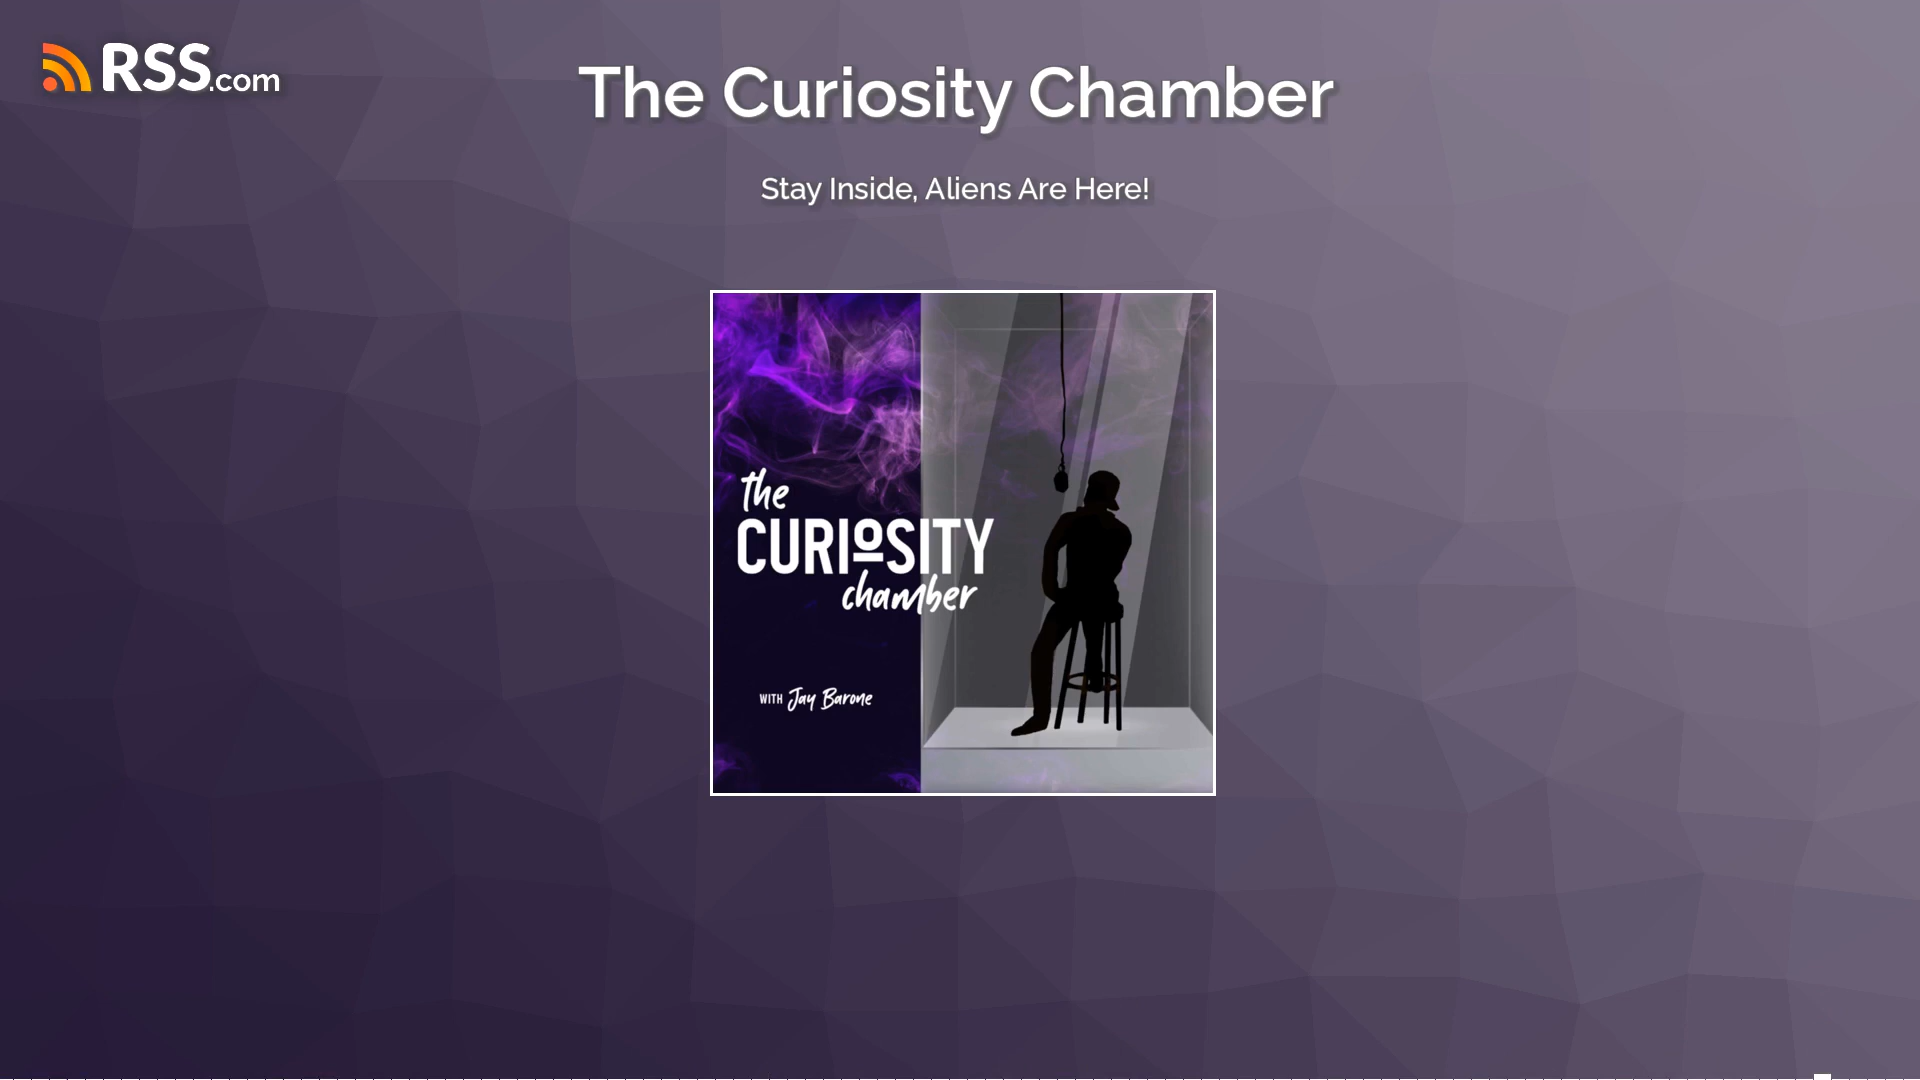 RSS.com
The Curiosity Chamber
Stay Inside, Aliens Are Here!
the
CURIOSITY
chamber
WITH Jay Barone